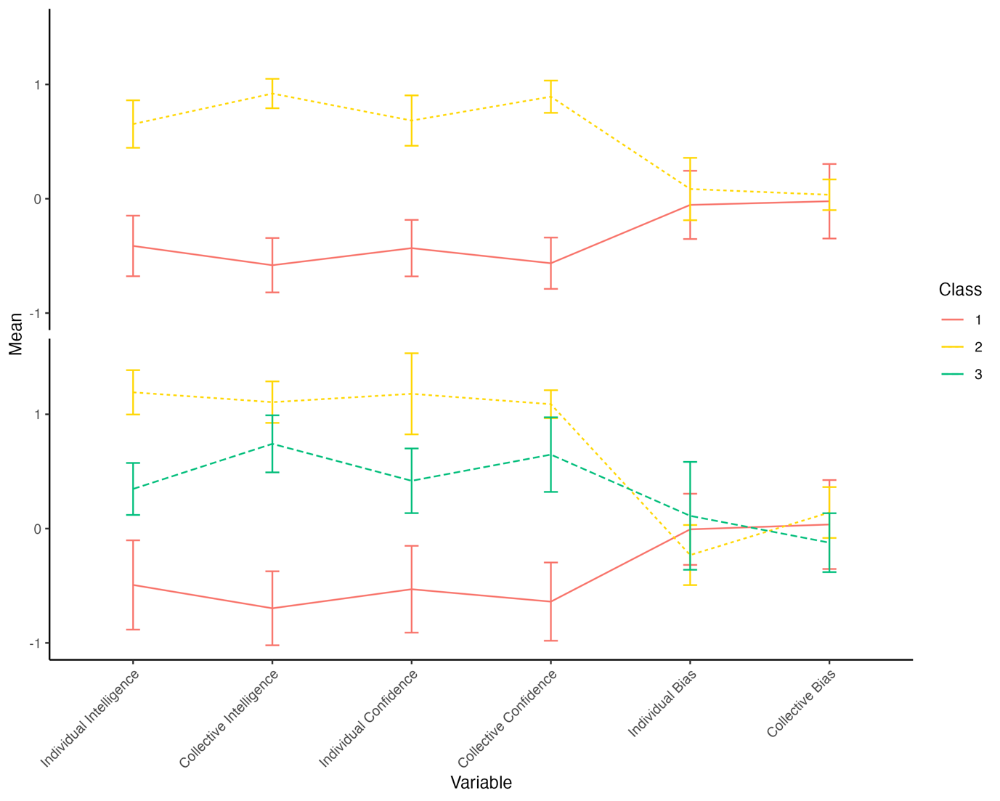 Mean
1
0
-1
1
0
-1
Individual Intelligence
Collective Intelligence
Individual Confidence
Collective Confidence
Individual Bias
Collective Bias
Variable
Class
1
2
3